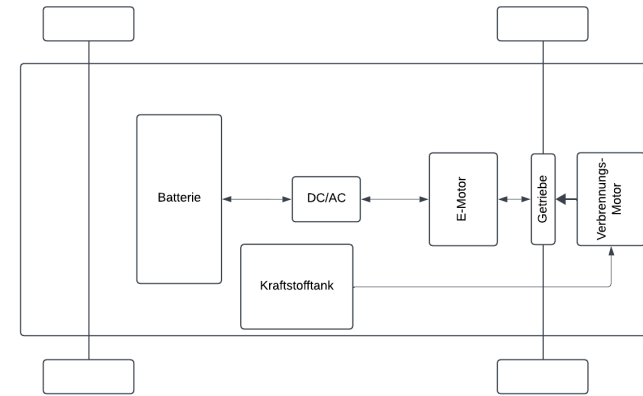 Batterie
DC/AC
E-Motor
Getriebe
Verbrennungs-
Motor
Kraftstofftank